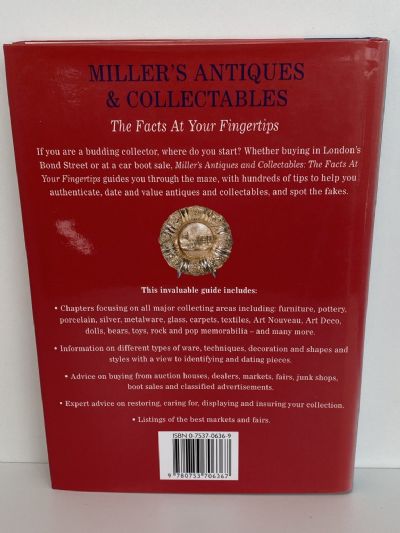 MILLER'S ANTIQUES
& COLLECTABLES
The Facts At Your Fingertips
If you are a budding collector, where do you start? Whether buying in London's
Bond Street or at a car boot sale, Miller's Antiques and Collectables: The Facts At
Your Fingertips guides you through the maze, with hundreds of tips to help you
authenticate, date and value antiques and collectables, and spot the fakes.
This invaluable guide includes:
• Chapters focusing on all major collecting areas including: furniture, pottery,
porcelain, silver, metalware, glass, carpets, textiles, Art Nouveau, Art Deco,
dolls, bears, toys, rock and pop memorabilia – and many more.
• Information on different types of ware, techniques, decoration and shapes and
styles with a view to identifying and dating pieces.
• Advice on buying from auction houses, dealers, markets, fairs, junk shops,
boot sales and classified advertisements.
• Expert advice on restoring, caring for, displaying and insuring your collection.
• Listings of the best markets and fairs.
ISBN 0-7537-0636-9
9 780753 706367